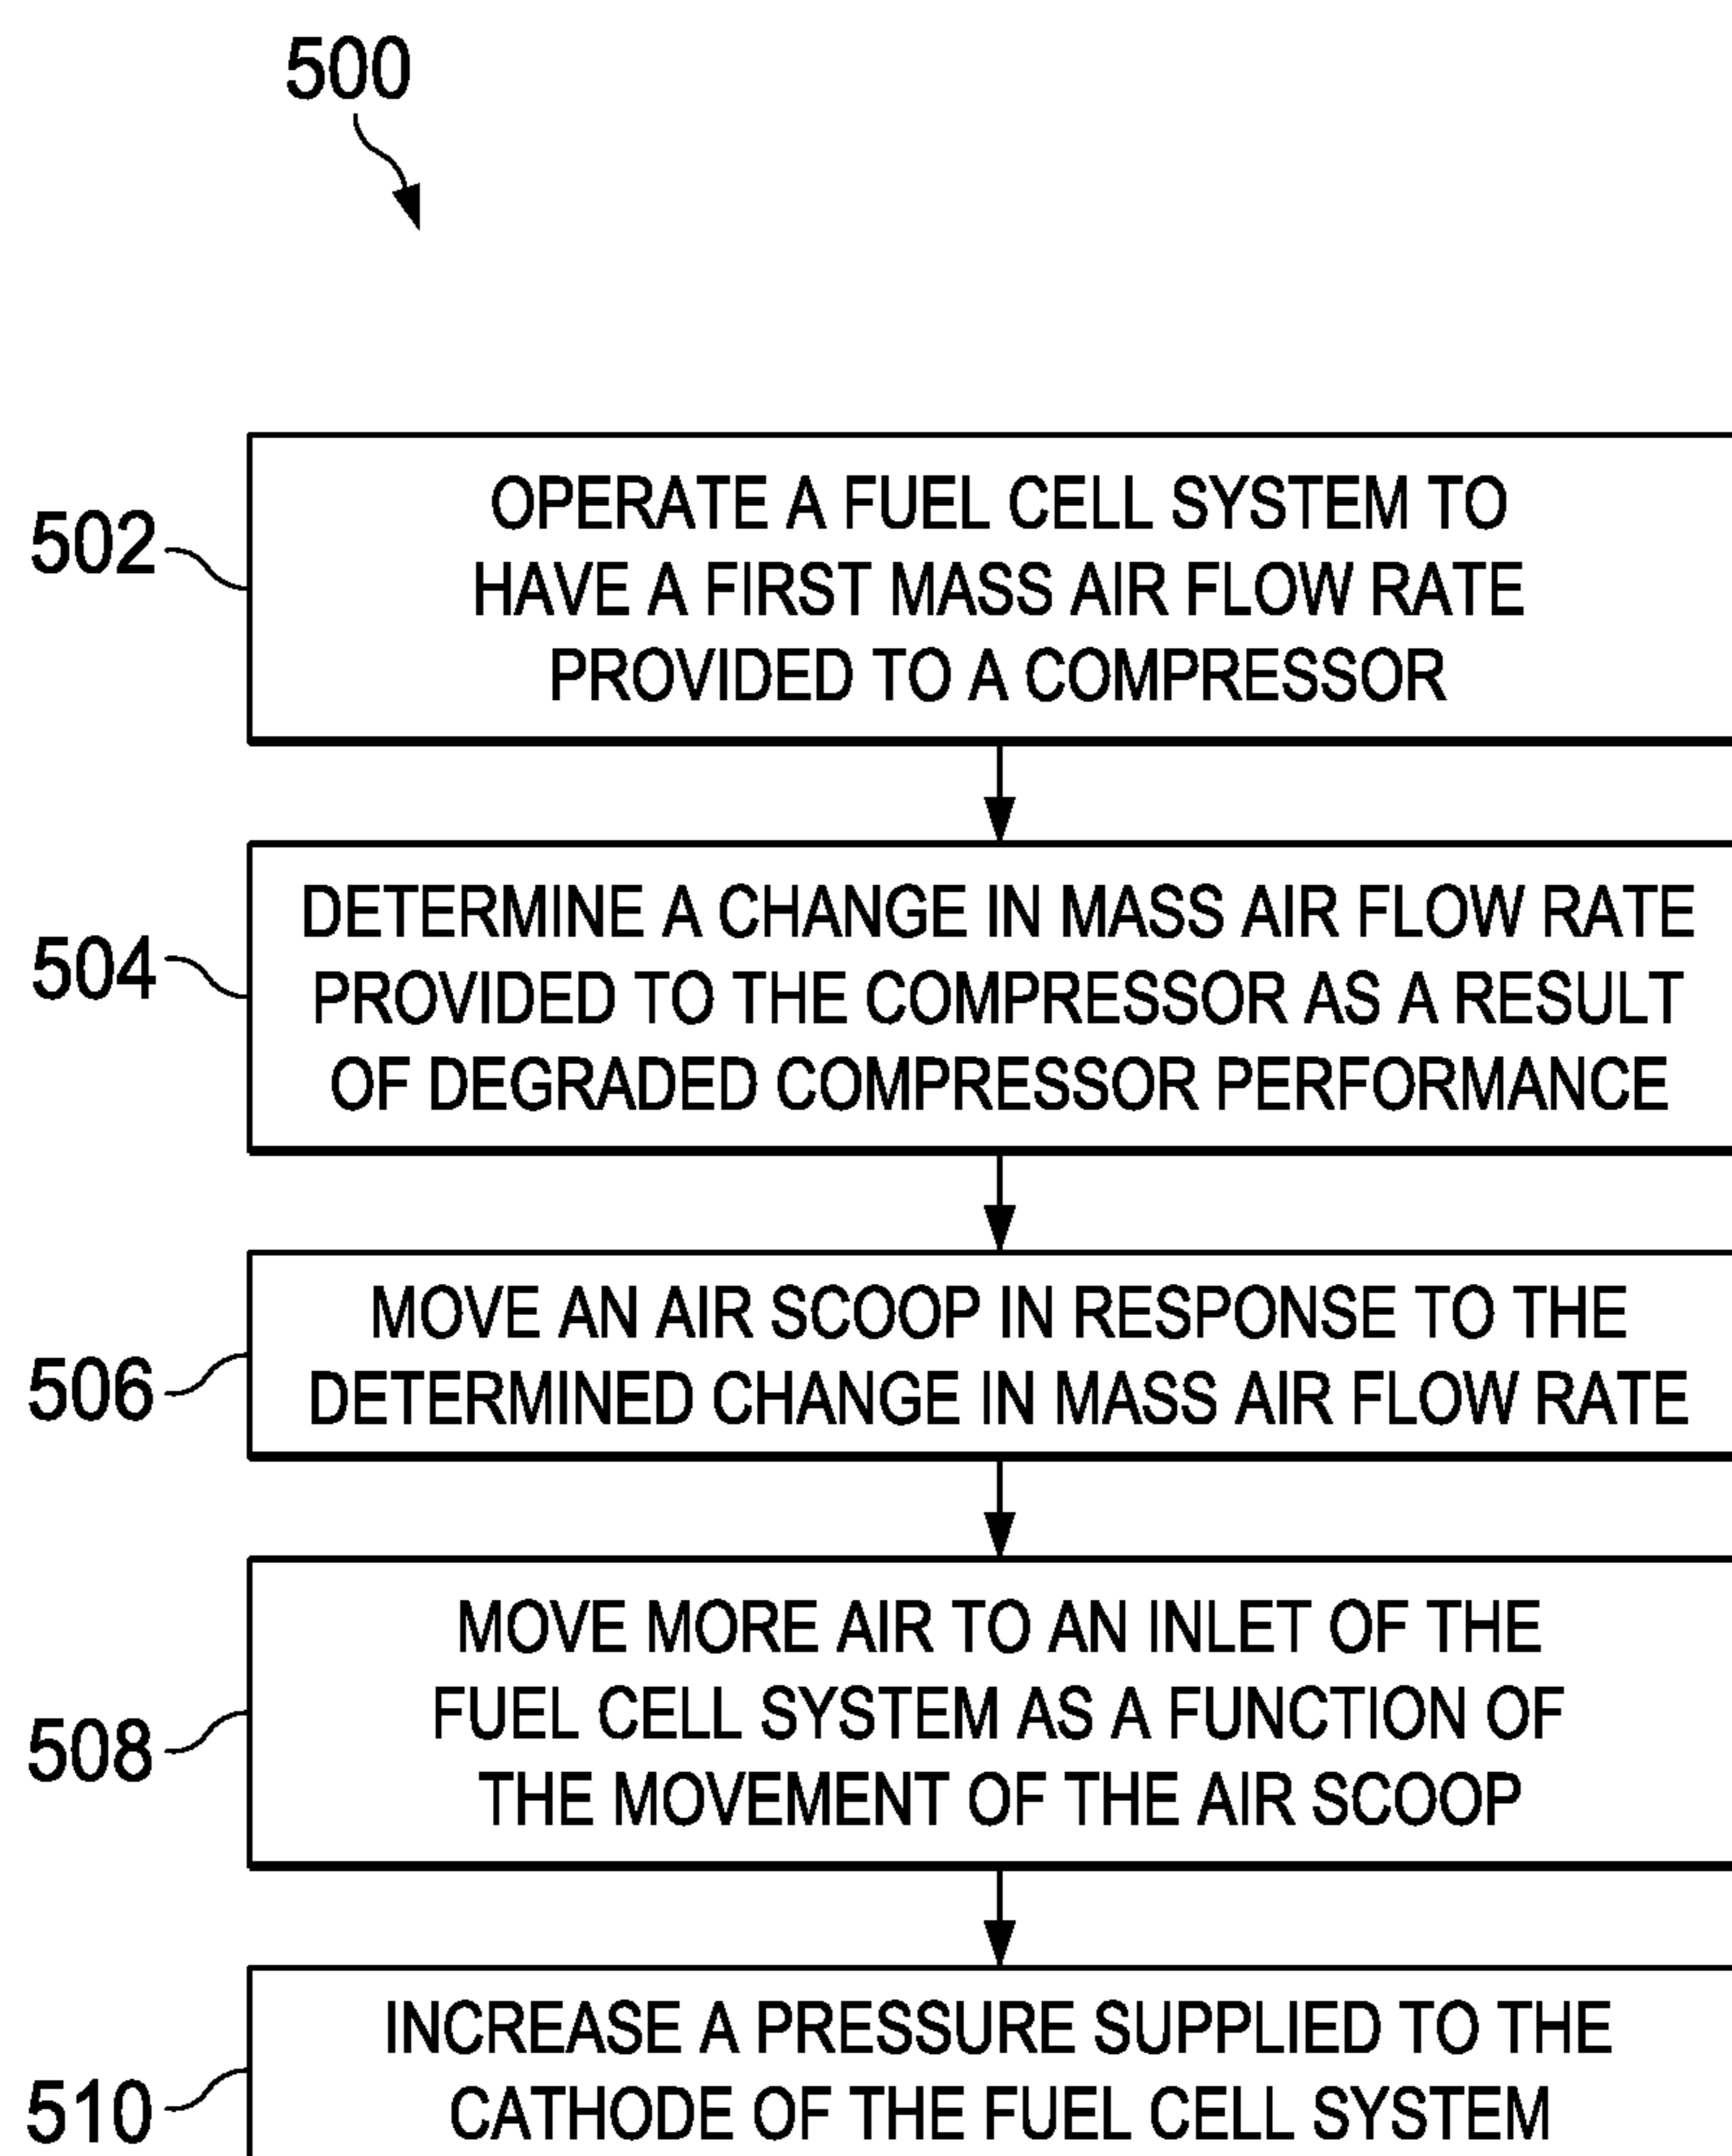 500
502
OPERATE A FUEL CELL SYSTEM TO
HAVE A FIRST MASS AIR FLOW RATE
PROVIDED TO A COMPRESSOR
504
DETERMINE A CHANGE IN MASS AIR FLOW RATE
PROVIDED TO THE COMPRESSOR AS A RESULT
OF DEGRADED COMPRESSOR PERFORMANCE
506
MOVE AN AIR SCOOP IN RESPONSE TO THE
DETERMINED CHANGE IN MASS AIR FLOW RATE
508
MOVE MORE AIR TO AN INLET OF THE
FUEL CELL SYSTEM AS A FUNCTION OF
THE MOVEMENT OF THE AIR SCOOP
510
INCREASE A PRESSURE SUPPLIED TO THE
CATHODE OF THE FUEL CELL SYSTEM